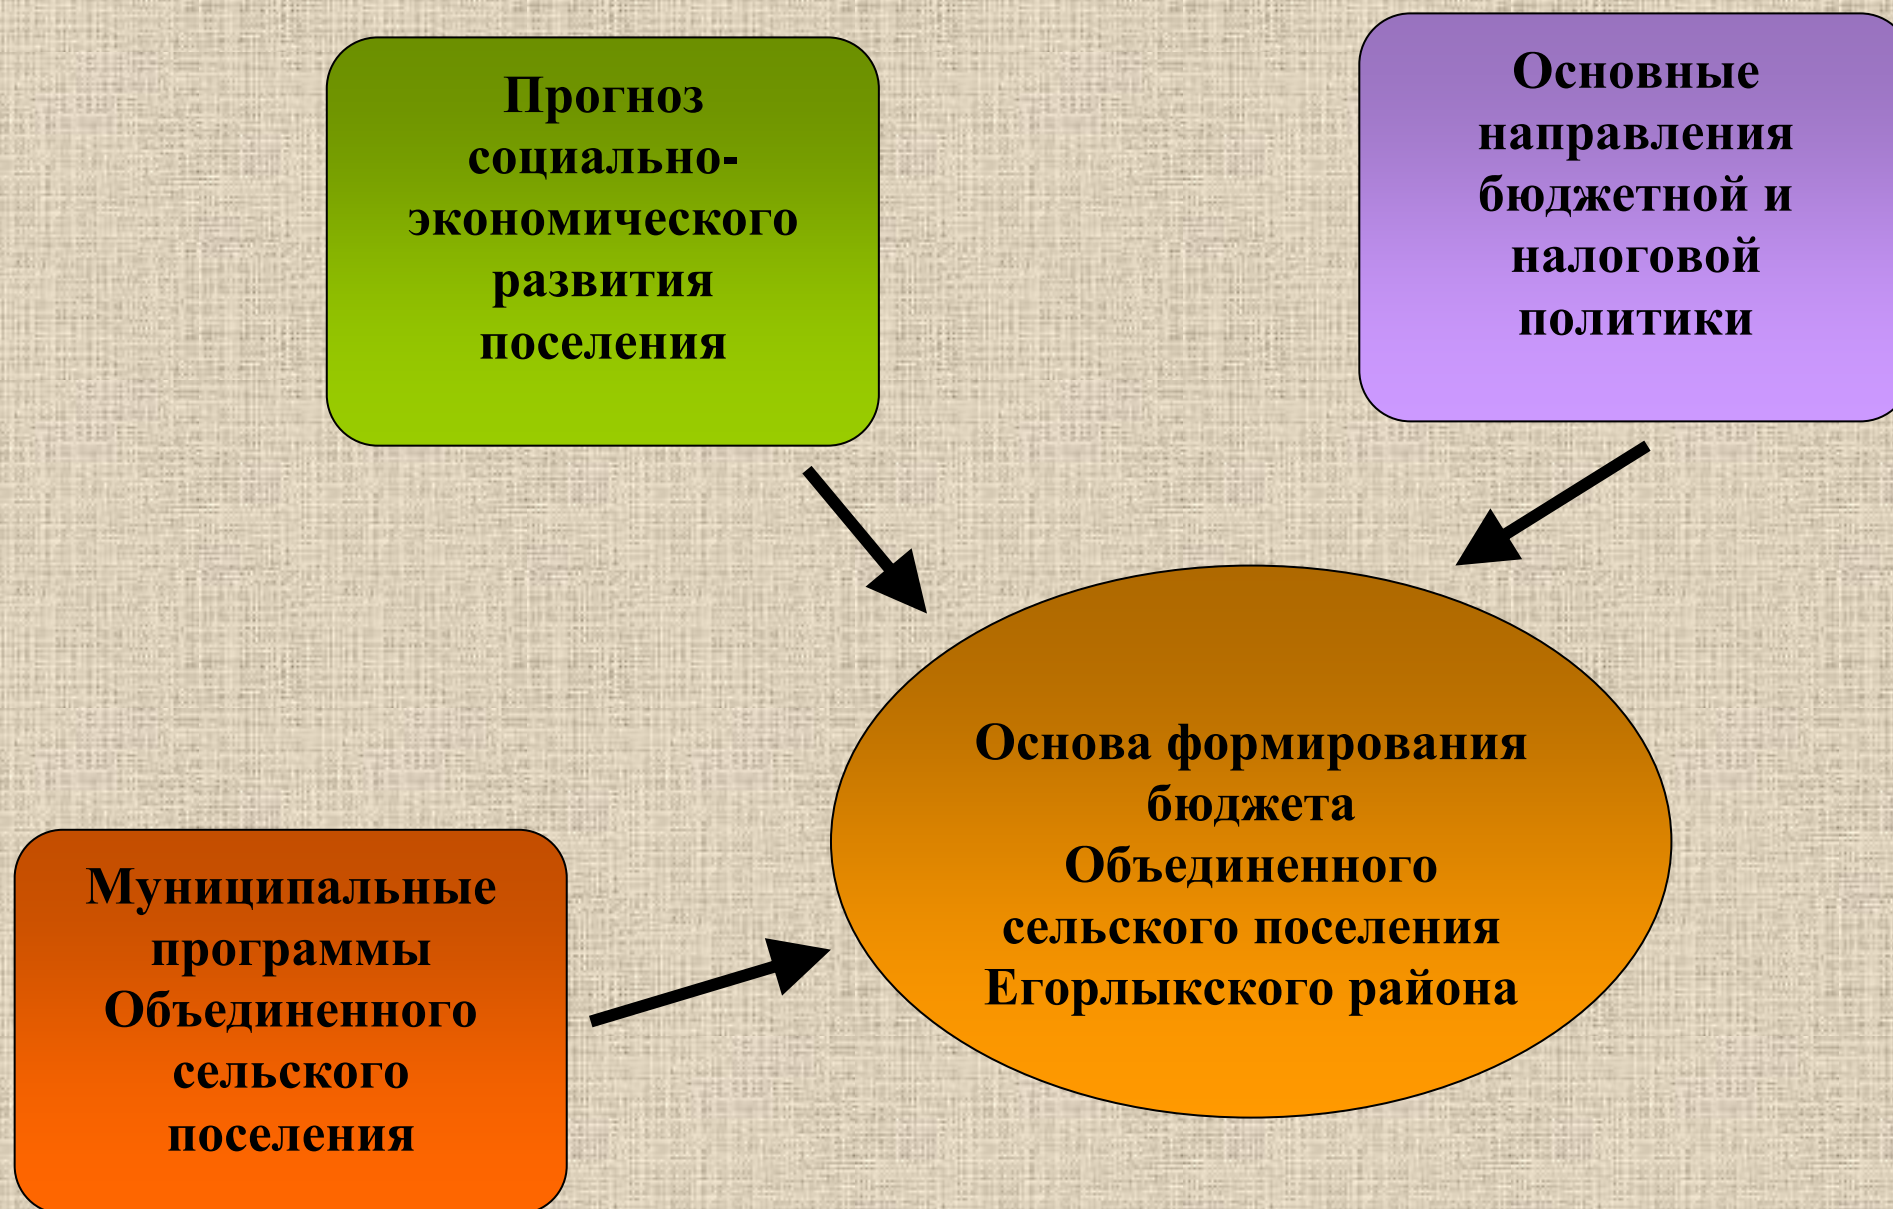 Прогноз
социально-
экономического
развития
поселения
Основные
направления
бюджетной и
налоговой
политики
Основа формирования
бюджета
Объединенного
сельского поселения
Егорлыкского района
Муниципальные
программы
Объединенного
сельского
поселения